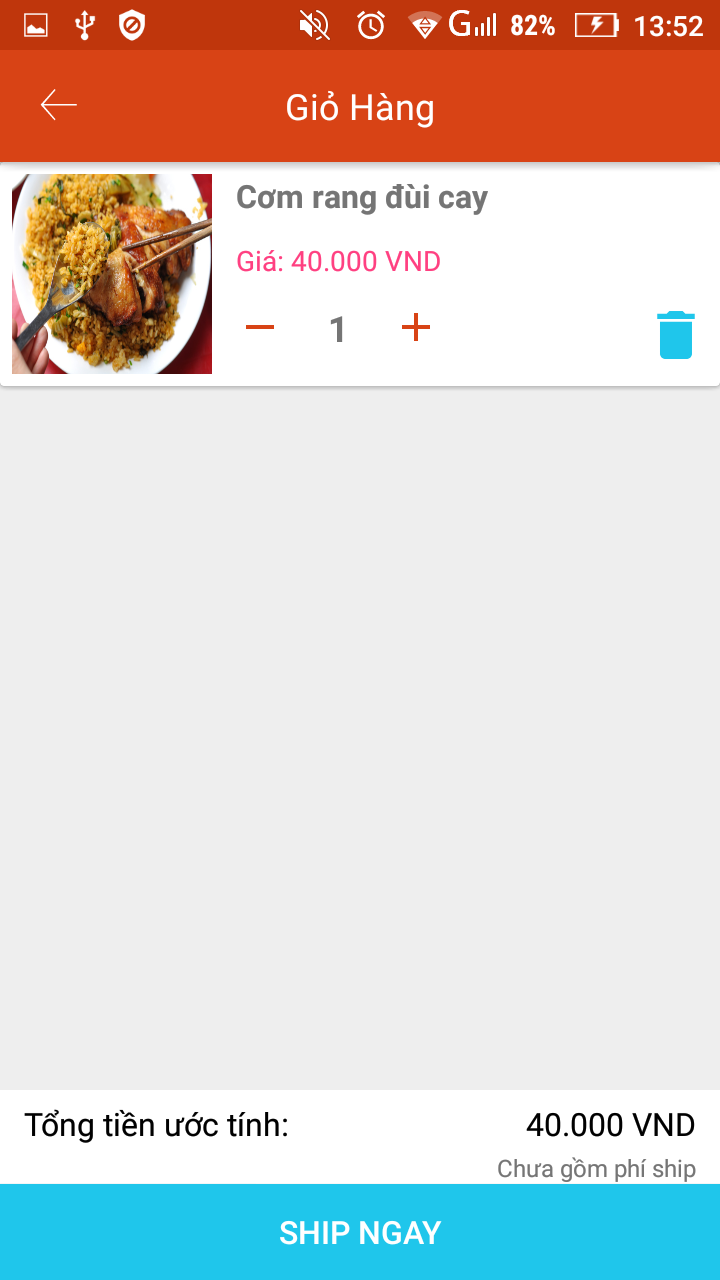 G 82% 13:52
Giỏ Hàng
Cơm rang đùi cay
Giá: 40.000 VND
1
Tổng tiền ước tính: 40.000 VND
Chưa gồm phí ship
SHIP NGAY